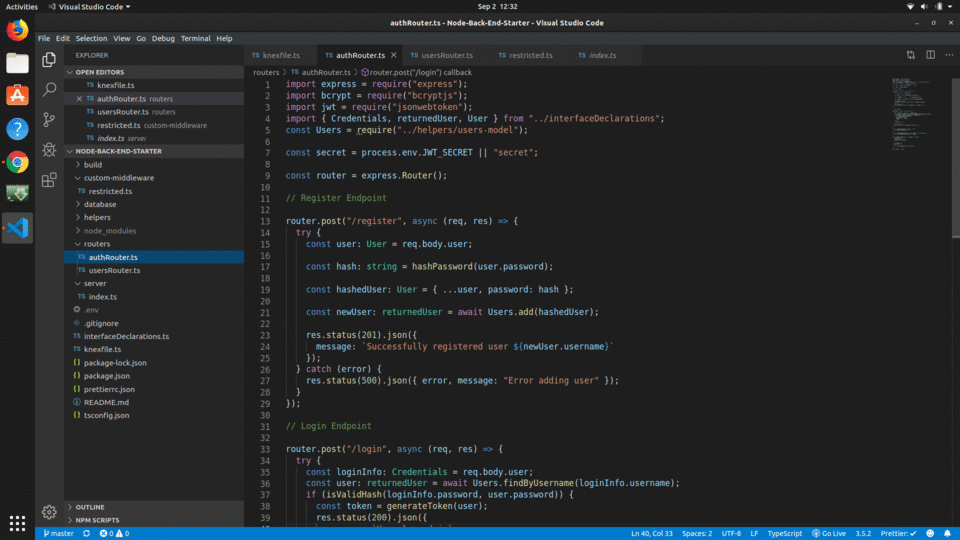 Activities
Visual Studio Code
Sep 2 12:32
authRouter.ts - Node-Back-End-Starter - Visual Studio Code
File Edit Selection View Go Debug Terminal Help
EXPLORER
OPEN EDITORS
TS knexfile.ts
TS authRouter.ts routers
TS usersRouter.ts routers
TS restricted.ts custom-middleware
TS index.ts server
NODE-BACK-END-STARTER
build
custom-middleware
TS restricted.ts
database
helpers
node_modules
routers
TS authRouter.ts
TS usersRouter.ts
server
TS index.ts
.env
.gitignore
TS interfaceDeclarations.ts
TS knexfile.ts
{} package-lock.json
{} package.json
{} prettierrc.json
README.md
{} tsconfig.json
OUTLINE
NPM SCRIPTS
TS knexfile.ts TS authRouter.ts TS usersRouter.ts TS restricted.ts TS index.ts
routers > TS authRouter.ts > router.post("/login") callback
1 import express = require("express");
2 import bcrypt = require("bcryptjs");
3 import jwt = require("jsonwebtoken");
4 import { Credentials, returnedUser, User } from "../interfaceDeclarations";
5 const Users = require("../helpers/users-model");
6
7 const secret = process.env.JWT_SECRET || "secret";
8
9 const router = express.Router();
10
11 // Register Endpoint
12
13 router.post("/register", async (req, res) => {
14 try {
15 const user: User = req.body.user;
16
17 const hash: string = hashPassword(user.password);
18
19 const hashedUser: User = { ...user, password: hash };
20
21 const newUser: returnedUser = await Users.add(hashedUser);
22
23 res.status(201).json({
24 message: `Successfully registered user ${newUser.username}`
25 });
26 } catch (error) {
27 res.status(500).json({ error, message: "Error adding user" });
28 }
29 });
30
31 // Login Endpoint
32
33 router.post("/login", async (req, res) => {
34 try {
35 const loginInfo: Credentials = req.body.user;
36 const user: returnedUser = await Users.findByUsername(loginInfo.username);
37 if (isValidHash(loginInfo.password, user.password)) {
38 const token = generateToken(user);
39 res.status(200).json({
master 0 0 Ln 40, Col 33 Spaces: 2 UTF-8 LF TypeScript Go Live 3.5.2 Prettier: ✓